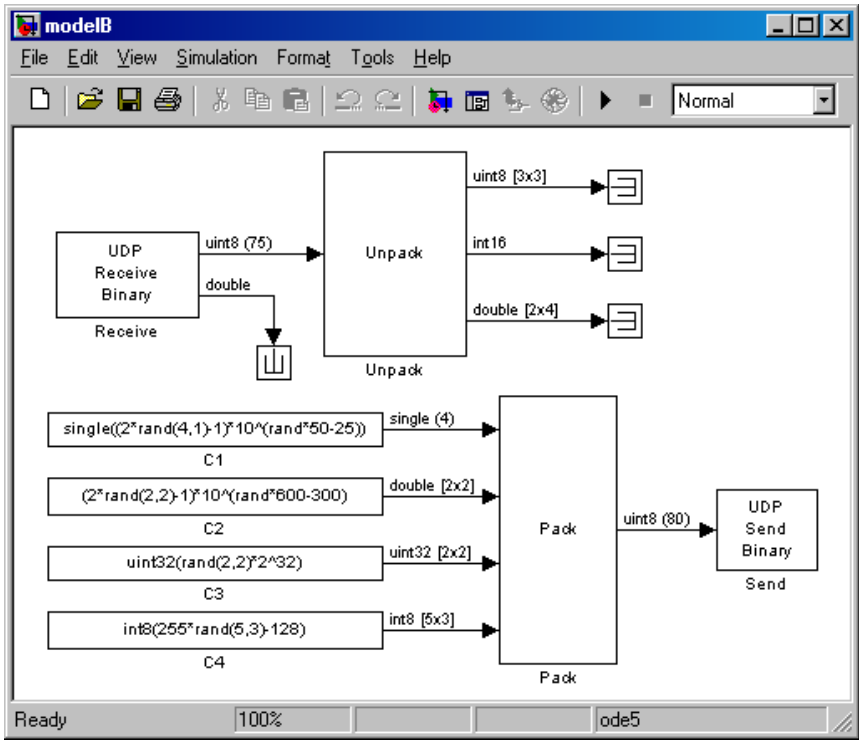 modelB
File Edit View Simulation Format Tools Help
Normal
uint8 [3x3]
UDP
Receive
Binary
uint8 (75)
Unpack
int16
double
double [2x4]
Receive
Unpack
single((2*rand(4,1)-1)*10^(rand*50-25))
single (4)
C1
(2*rand(2,2)-1)*10^(rand*600-300)
double [2x2]
C2
Pack
uint8 (80)
UDP
Send
Binary
uint32(rand(2,2)*2^32)
uint32 [2x2]
Send
C3
int8(255*rand(5,3)-128)
int8 [5x3]
C4
Pack
Ready 100% ode5